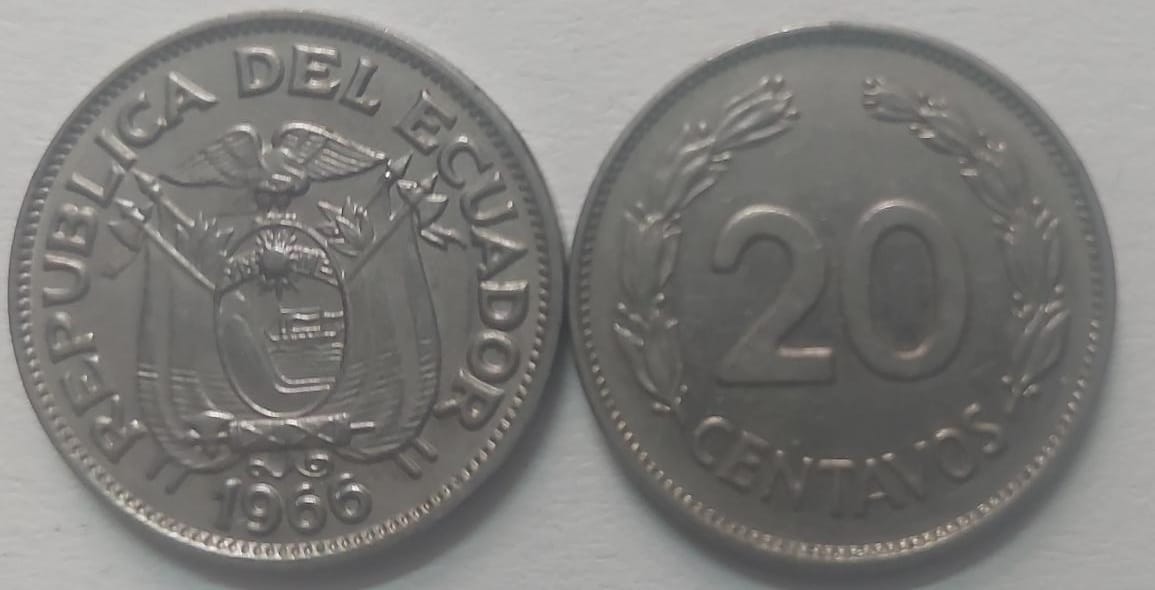 REPUBLICA DEL ECUADOR
1966
20
CENTAVOS